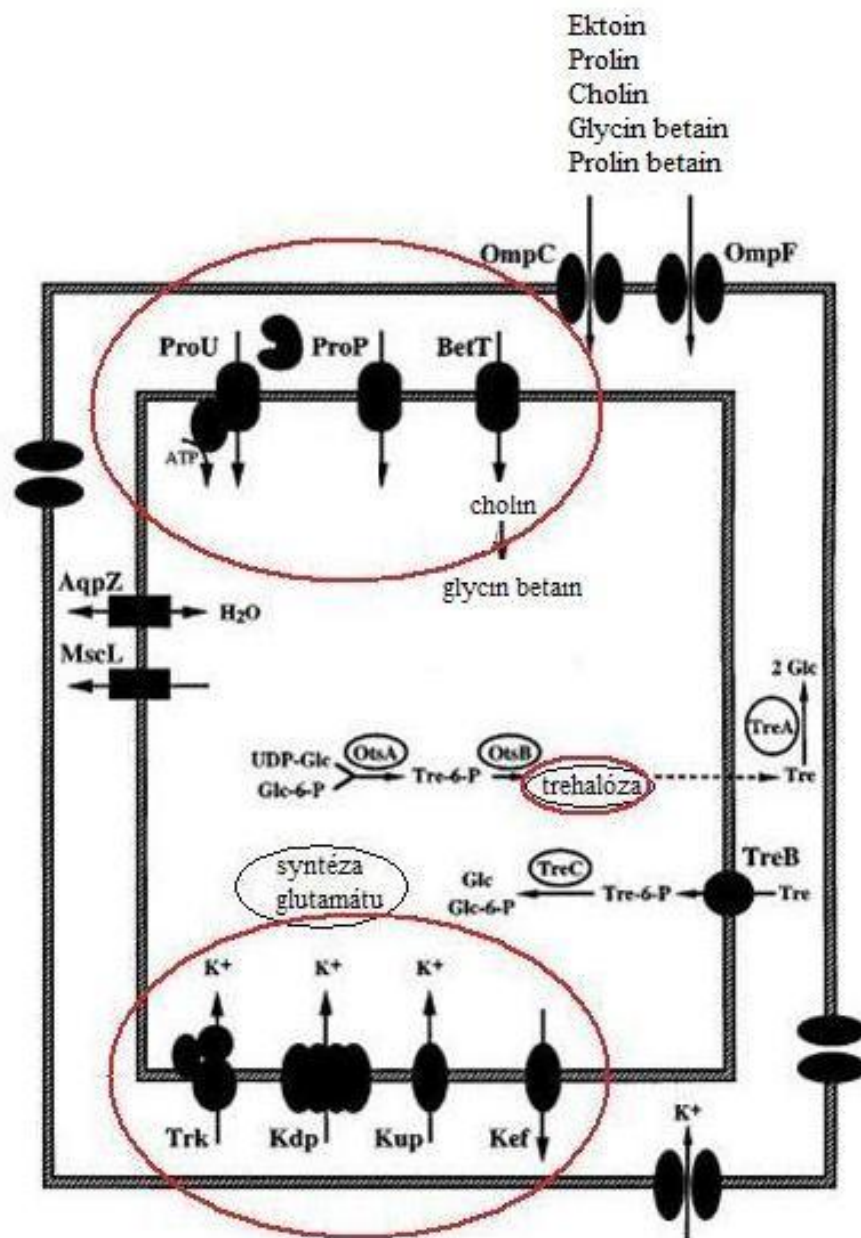 Ektoin
Prolin
Cholin
Glycin betain
Prolin betain
OmpC
OmpF
ProU
ProP
BetT
ATP
cholin
glycin betain
AqpZ
H₂O
MscL
2 Glc
TreA
UDP-Glc
Glc-6-P
OtsA
Tre-6-P
OtsB
trehalóza
Tre
TreB
syntéza
glutamátu
Glc
Glc-6-P
TreC
Tre-6-P
Tre
K⁺
K⁺
K⁺
Trk
Kdp
Kup
Kef
K⁺